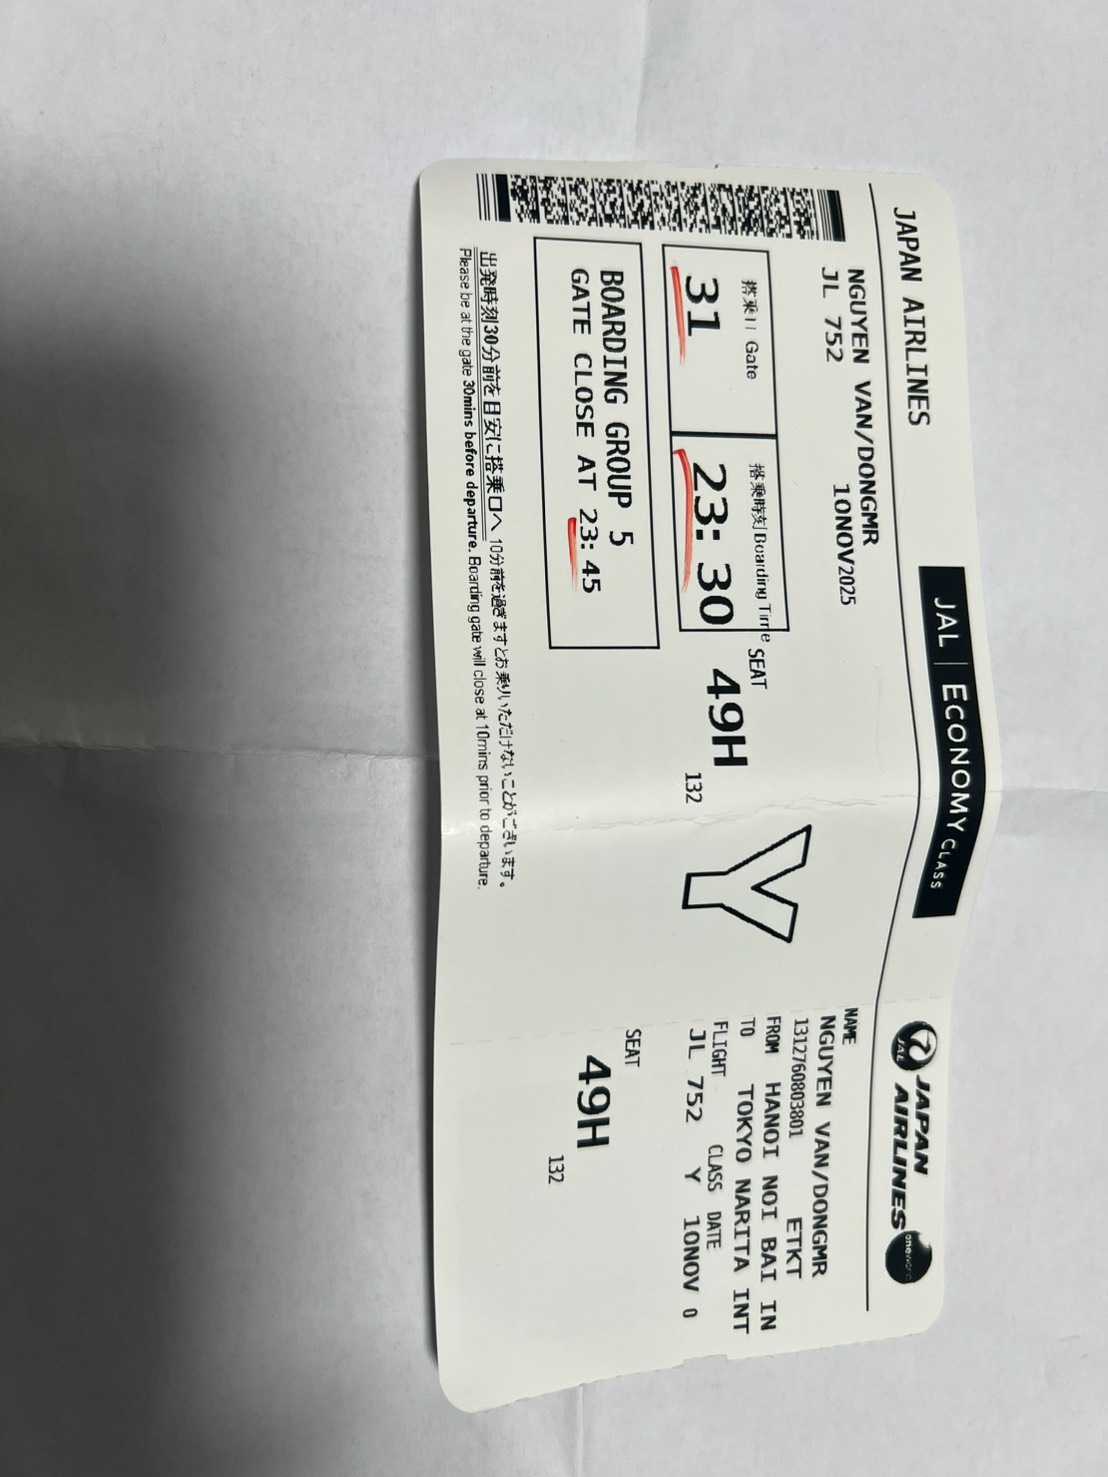 JAPAN AIRLINES
JAL | ECONOMY CLASS
NGUYEN VAN/DONGMR
JL 752 10NOV2025
搭乗口 Gate
31
搭乗時刻 Boarding Time
23:30
SEAT
49H
132
BOARDING GROUP 5
GATE CLOSE AT 23:45
Y
出発時刻30分前を目安に搭乗口へ 10分前を過ぎますとお乗りいただけないことがございます。
Please be at the gate 30mins before departure. Boarding gate will close at 10mins prior to departure.
JAL
JAPAN
AIRLINES
oneworld
NAME
NGUYEN VAN/DONGMR
1312760803801 ETKT
FROM HANOI NOI BAI IN
TO TOKYO NARITA INT
FLIGHT CLASS DATE
JL 752 Y 10NOV 0
SEAT
49H
132